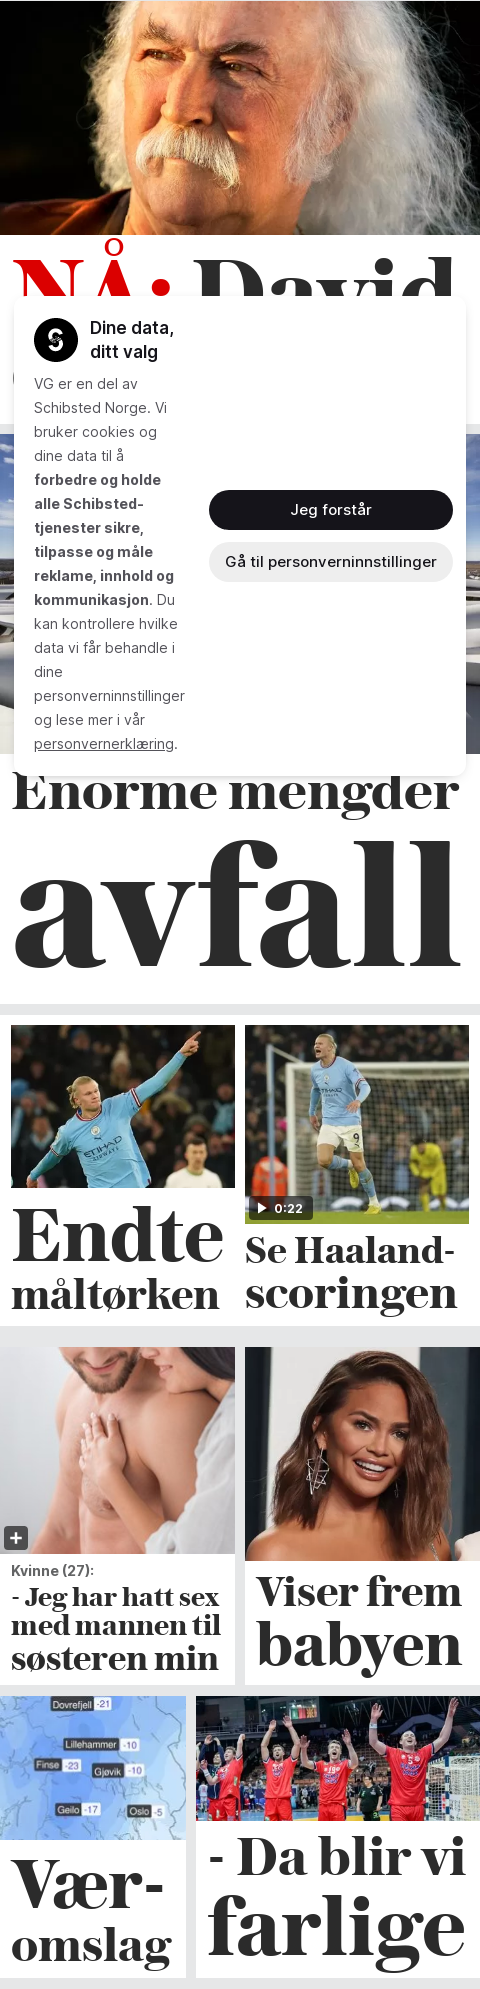 NÅ: David
Dine data,
ditt valg
VG er en del av
Schibsted Norge. Vi
bruker cookies og
dine data til å
forbedre og holde
alle Schibsted-
tjenester sikre,
tilpasse og måle
reklame, innhold og
kommunikasjon. Du
kan kontrollere hvilke
data vi får behandle i
dine
personverninnstillinger
og lese mer i vår
personvernerklæring.
Jeg forstår
Gå til personverninnstillinger
Enorme mengder
avfall
ETIHAD
AIRWAYS
Endte
måltørken
9
0:22
Se Haaland-
scoringen
Kvinne (27):
- Jeg har hatt sex
med mannen til
søsteren min
Viser frem
babyen
Dovrefjell -21
Lillehammer -10
Finse -23
Gjøvik -10
Geilo -17
Oslo -5
Vær-
omslag
- Da blir vi
farlige